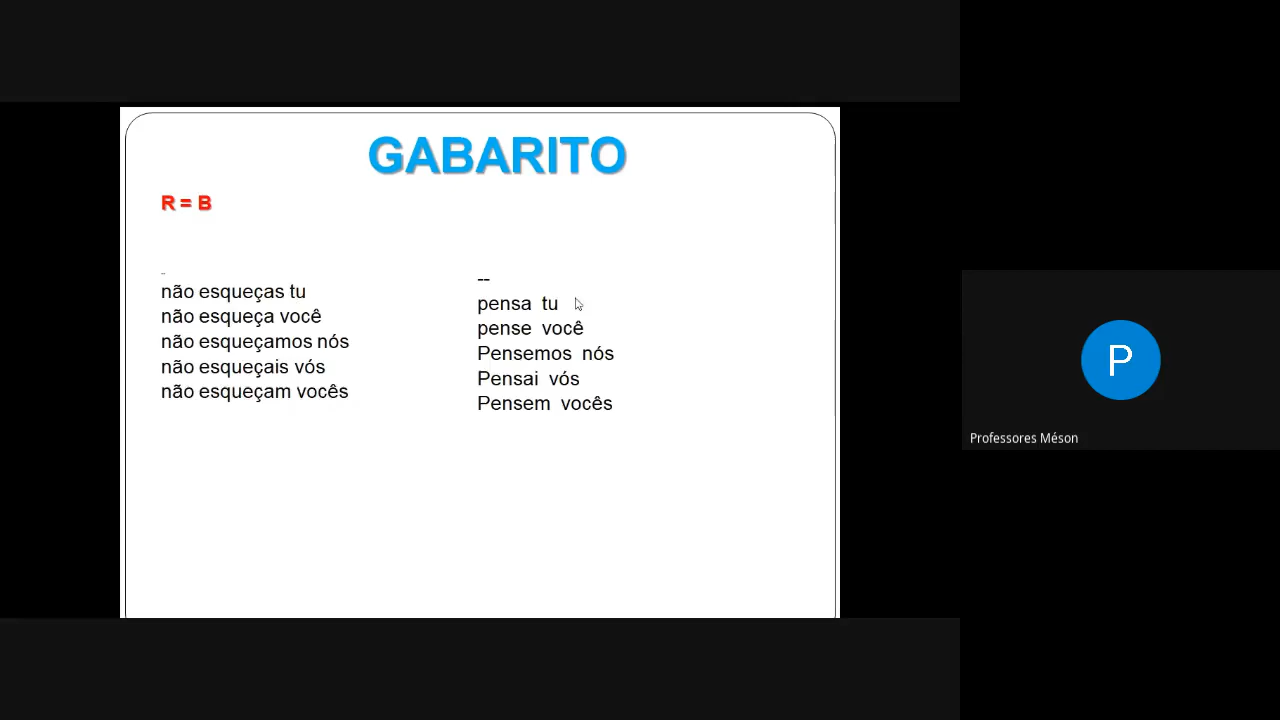 GABARITO
R = B
--
não esqueças tu
não esqueça você
não esqueçamos nós
não esqueçais vós
não esqueçam vocês
--
pensa tu
pense você
Pensemos nós
Pensai vós
Pensem vocês
P
Professores Méson